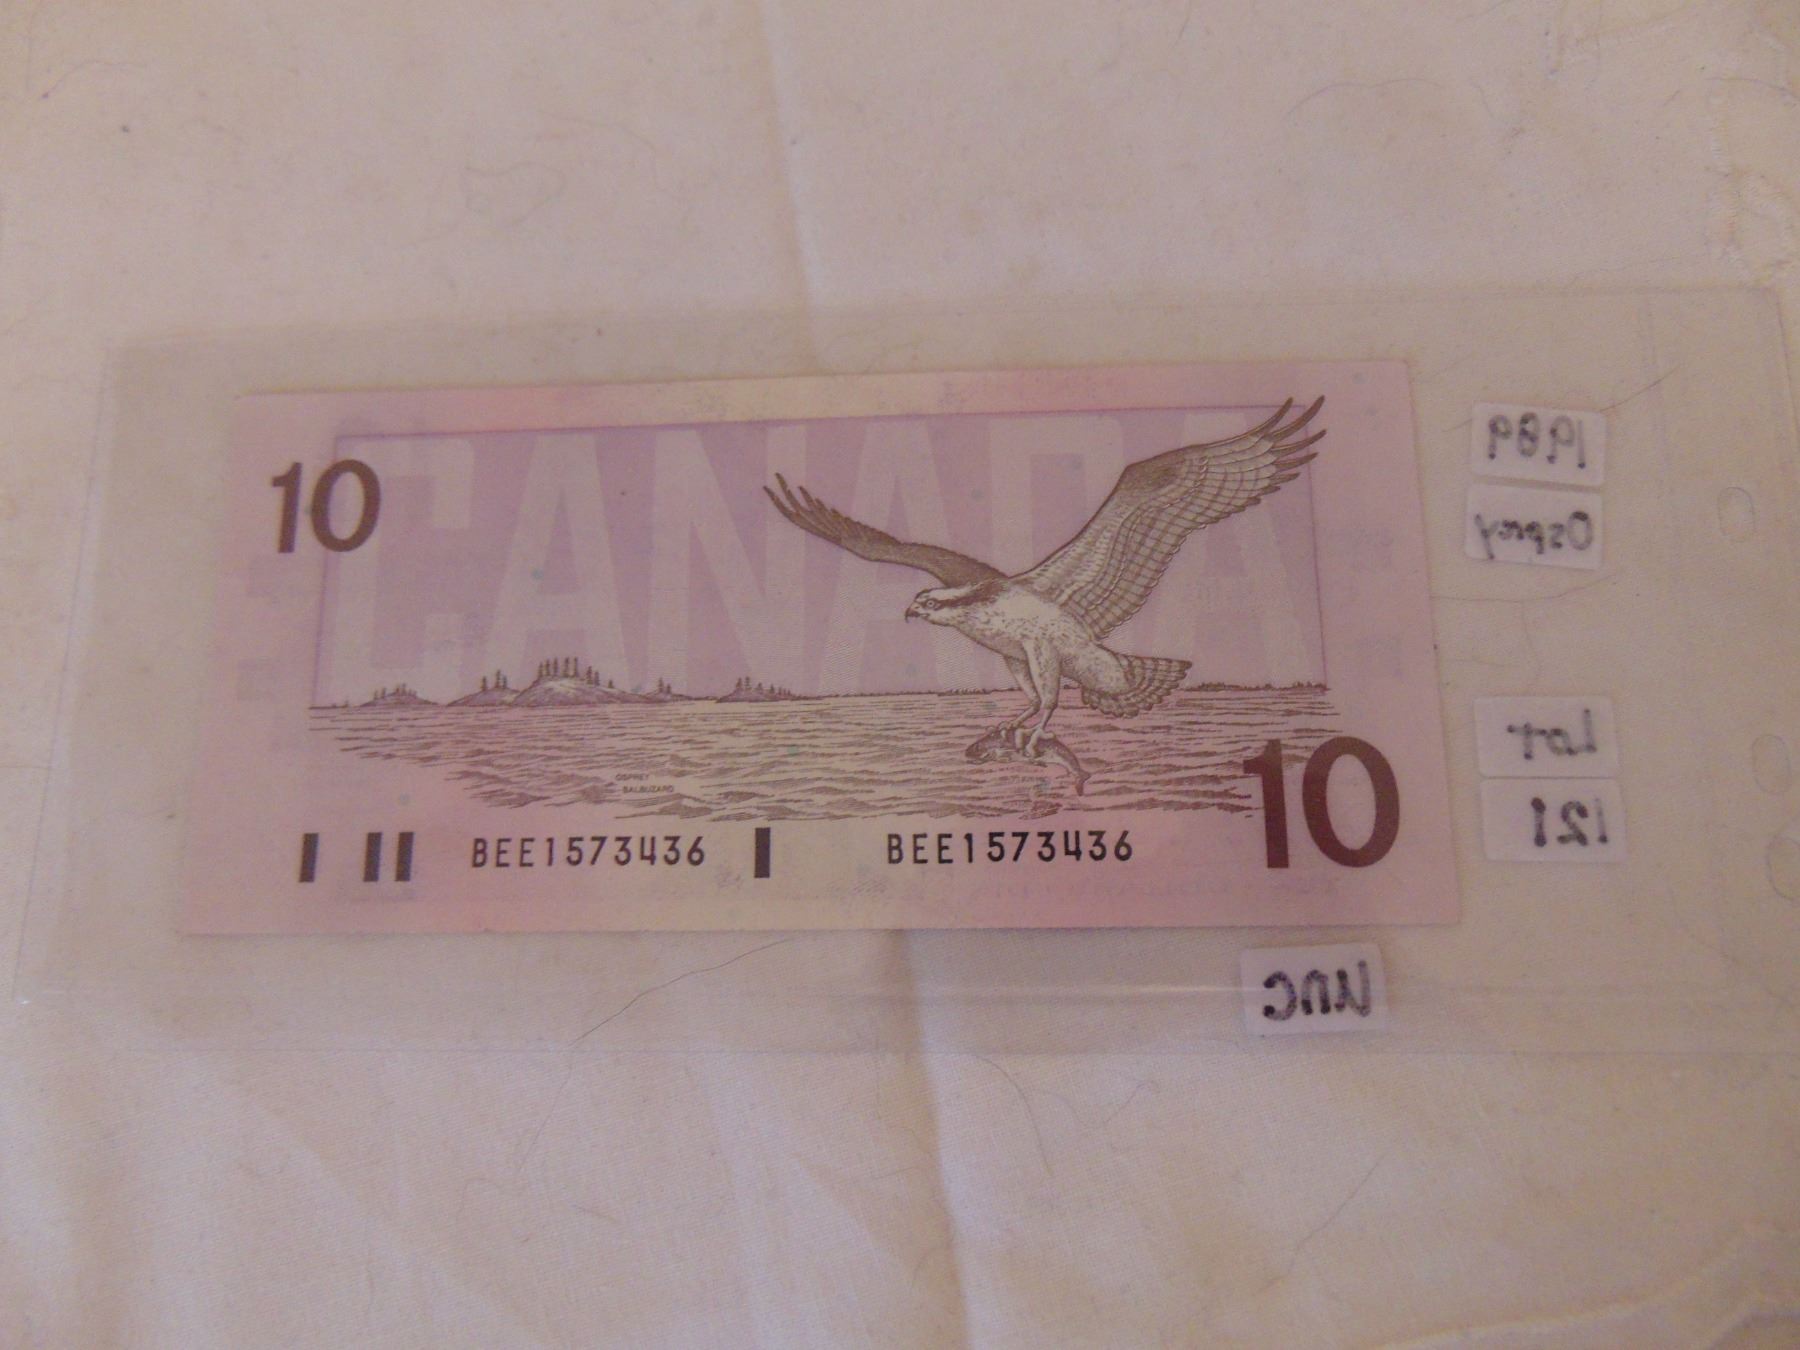 CANADA
10
1989
Osprey
OSPREY
BALBUZARD
10
Lot
121
BEE1573436
BEE1573436
UNC